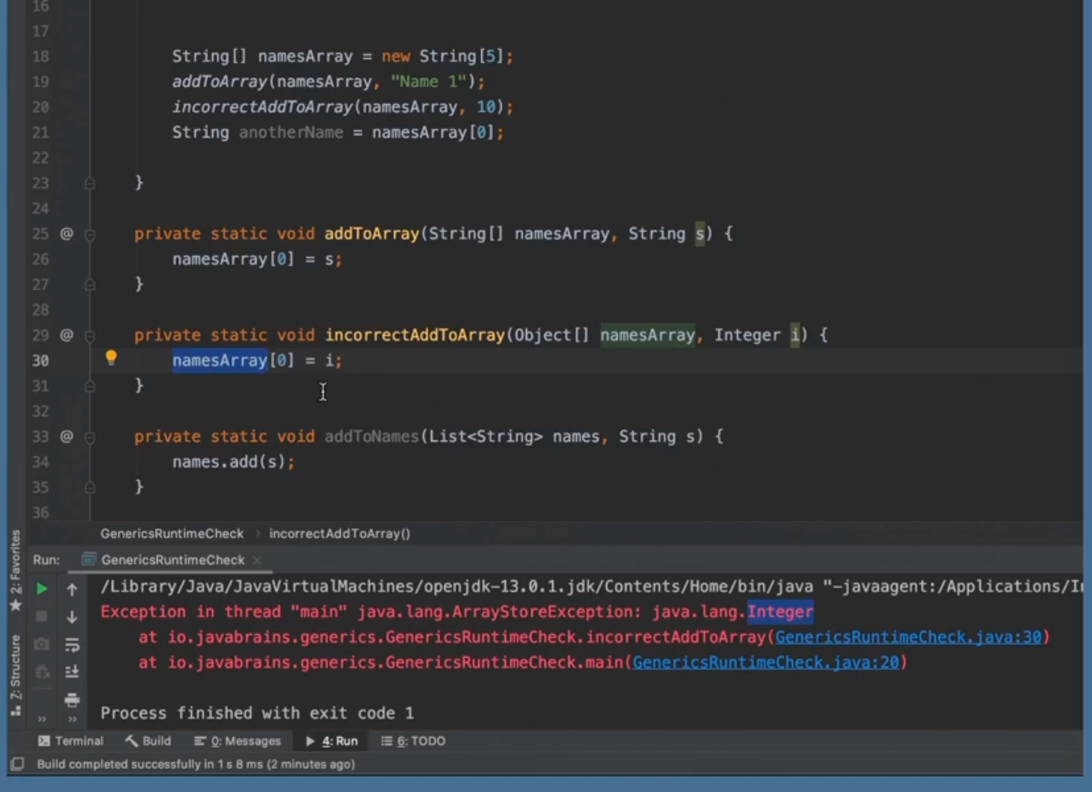 16
17
18 String[] namesArray = new String[5];
19 addToArray(namesArray, "Name 1");
20 incorrectAddToArray(namesArray, 10);
21 String anotherName = namesArray[0];
22
23 }
24
25 @ private static void addToArray(String[] namesArray, String s) {
26 namesArray[0] = s;
27 }
28
29 @ private static void incorrectAddToArray(Object[] namesArray, Integer i) {
30 namesArray[0] = i;
31 }
32
33 @ private static void addToNames(List<String> names, String s) {
34 names.add(s);
35 }
36
GenericsRuntimeCheck › incorrectAddToArray()
2: Favorites
Run: GenericsRuntimeCheck ×
/Library/Java/JavaVirtualMachines/openjdk-13.0.1.jdk/Contents/Home/bin/java "-javaagent:/Applications/
Exception in thread "main" java.lang.ArrayStoreException: java.lang.Integer
at io.javabrains.generics.GenericsRuntimeCheck.incorrectAddToArray(GenericsRuntimeCheck.java:30)
at io.javabrains.generics.GenericsRuntimeCheck.main(GenericsRuntimeCheck.java:20)
Z: Structure
Process finished with exit code 1
» »
Terminal Build 0: Messages 4: Run 6: TODO
Build completed successfully in 1 s 8 ms (2 minutes ago)